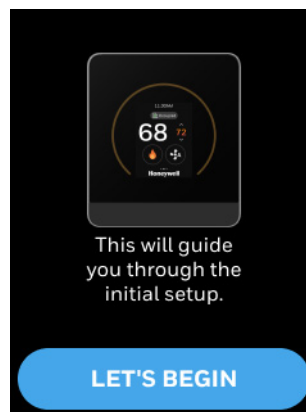 68
72
Honeywell
This will guide
you through the
initial setup.
LET'S BEGIN